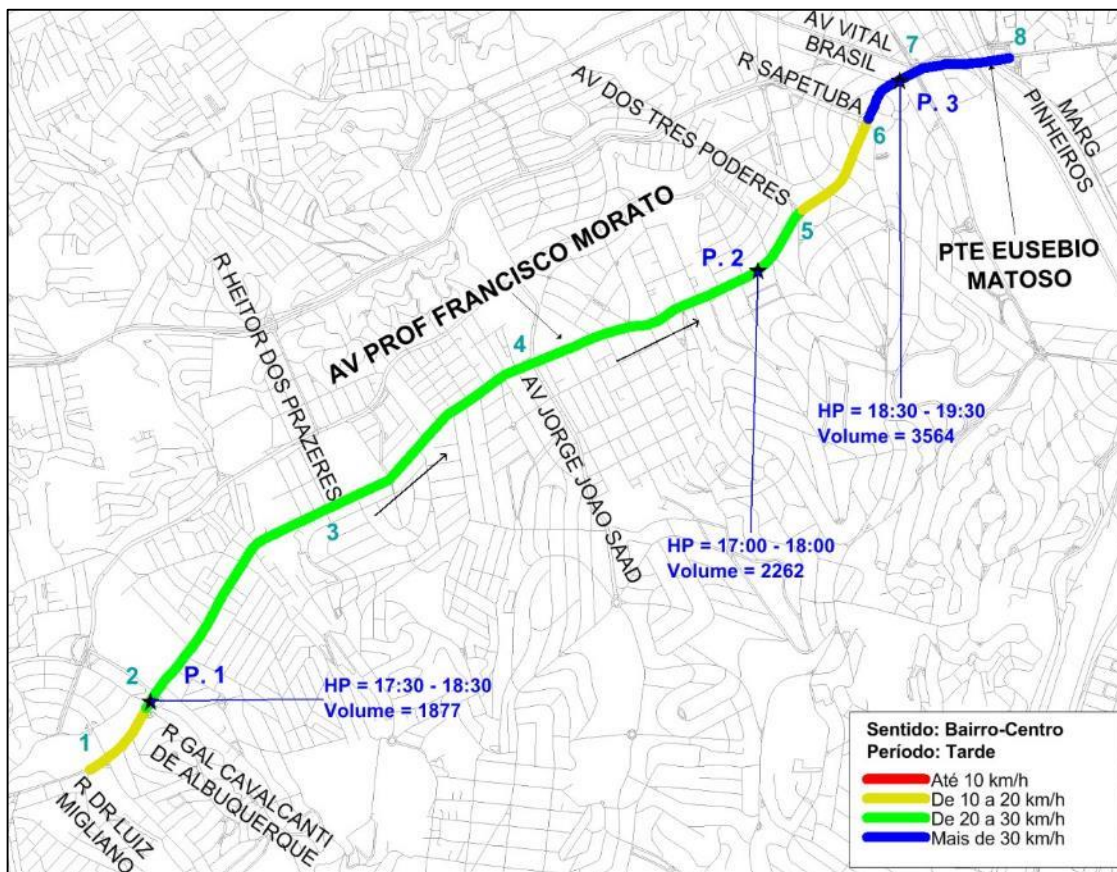 AV VITAL
BRASIL
7
8
R SAPETUBA
AV DOS TRES PODERES
P. 3
6
MARG
PINHEIROS
5
PTE EUSEBIO
MATOSO
P. 2
AV PROF FRANCISCO MORATO
R HEITOR DOS PRAZERES
4
AV JORGE JOAO SAAD
HP = 18:30 - 19:30
Volume = 3564
3
HP = 17:00 - 18:00
Volume = 2262
2
P. 1
HP = 17:30 - 18:30
Volume = 1877
1
R GAL CAVALCANTI
DE ALBUQUERQUE
R DR LUIZ
MIGLIANO
Sentido: Bairro-Centro
Período: Tarde
Até 10 km/h
De 10 a 20 km/h
De 20 a 30 km/h
Mais de 30 km/h